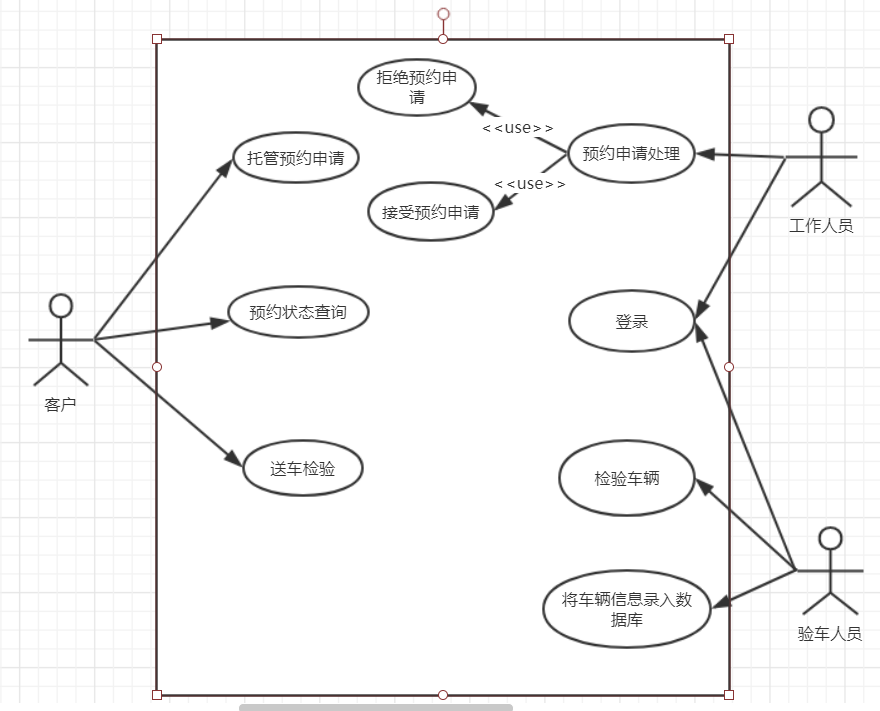 拒绝预约申
请
<<use>>
托管预约申请
预约申请处理
<<use>>
接受预约申请
工作人员
预约状态查询
登录
客户
送车检验
检验车辆
将车辆信息录入数
据库
验车人员